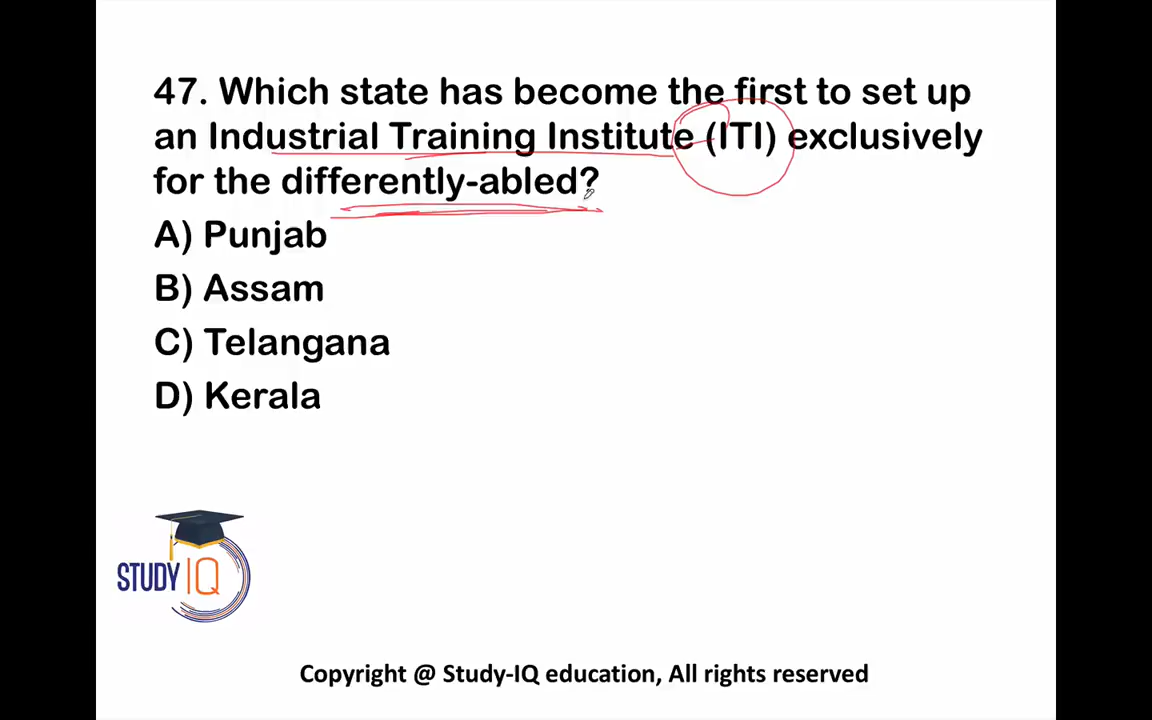 47. Which state has become the first to set up
an Industrial Training Institute (ITI) exclusively
for the differently-abled?
A) Punjab
B) Assam
C) Telangana
D) Kerala
STUDY IQ
Copyright @ Study-IQ education, All rights reserved